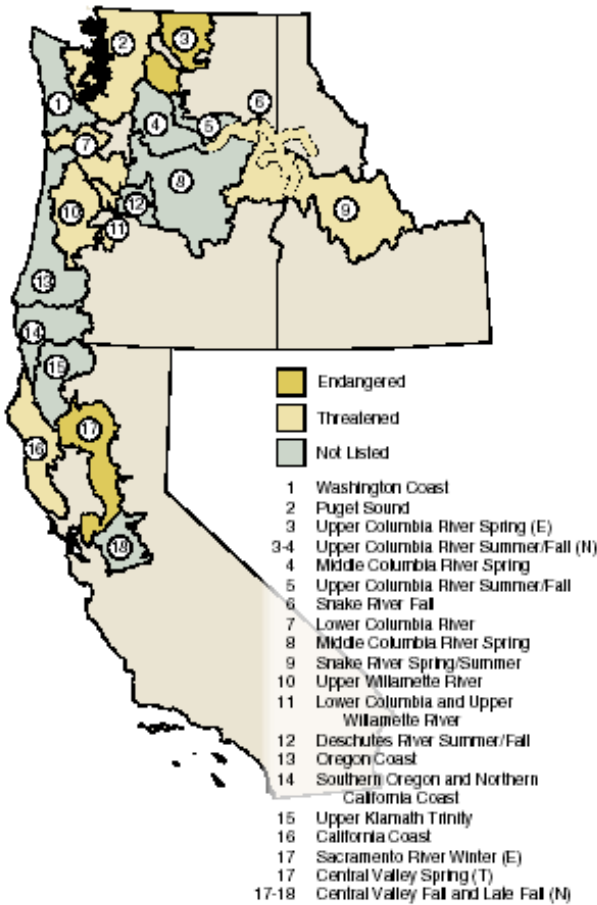 1
2
3
4
5
6
7
8
9
10
11
12
13
14
15
16
17
18
Endangered
Threatened
Not Listed
1 Washington Coast
2 Puget Sound
3 Upper Columbia River Spring (E)
3-4 Upper Columbia River Summer/Fall (N)
4 Middle Columbia River Spring
5 Upper Columbia River Summer/Fall
6 Snake River Fall
7 Lower Columbia River
8 Middle Columbia River Spring
9 Snake River Spring/Summer
10 Upper Willamette River
11 Lower Columbia and Upper
Willamette River
12 Deschutes River Summer/Fall
13 Oregon Coast
14 Southern Oregon and Northern
California Coast
15 Upper Klamath Trinity
16 California Coast
17 Sacramento River Winter (E)
17 Central Valley Spring (T)
17-18 Central Valley Fall and Late Fall (N)